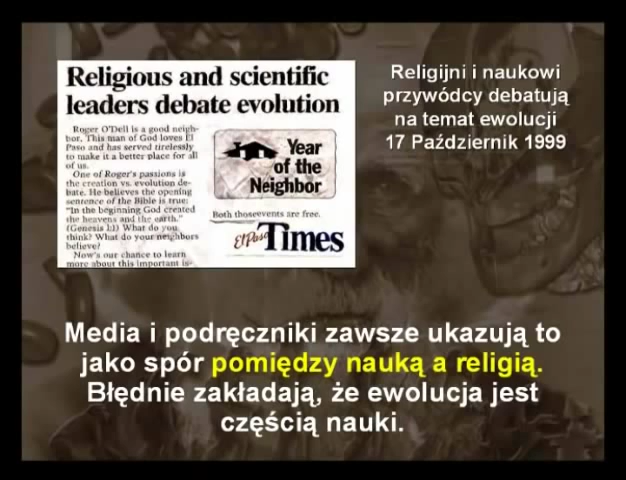 Religious and scientific
leaders debate evolution
Roger O'Dell is a good neigh-
bor. This man of God loves El
Paso and has served tirelessly
to make it a better place for all
of us.
One of Roger's passions is
the creation vs. evolution de-
bate. He believes the opening
sentence of the Bible is true:
"In the beginning God created
the heavens and the earth."
(Genesis 1:1) What do you
think? What do your neighbors
believe?
Now's our chance to learn
more about this important is-
Year
of the
Neighbor
Both those events are free.
El Paso Times
Religijni i naukowi
przywódcy debatują
na temat ewolucji
17 Październik 1999
Media i podręczniki zawsze ukazują to
jako spór pomiędzy nauką a religią.
Błędnie zakładają, że ewolucja jest
częścią nauki.